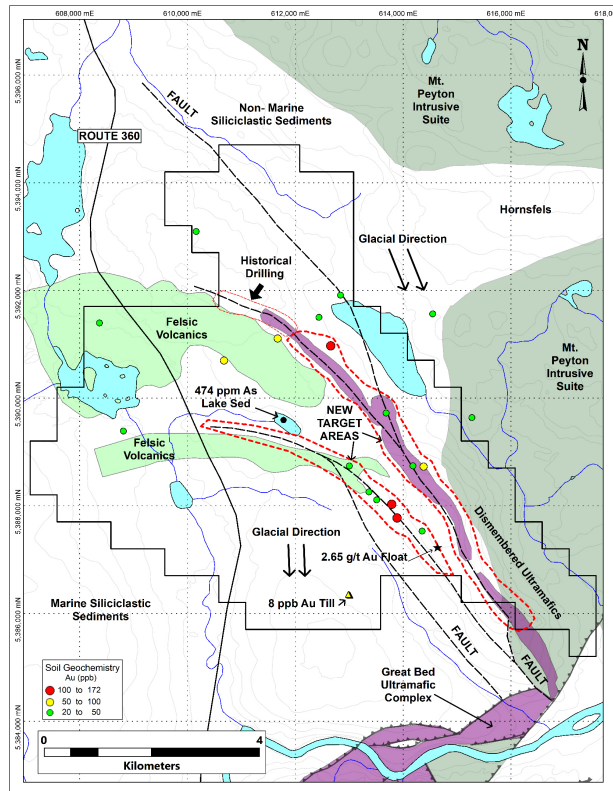 608,000 mE
610,000 mE
612,000 mE
614,000 mE
616,000 mE
618,0
5,396,000 mN
5,394,000 mN
5,392,000 mN
5,390,000 mN
5,388,000 mN
5,386,000 mN
5,384,000 mN
N
FAULT
Non- Marine
Siliciclastic Sediments
Mt.
Peyton
Intrusive
Suite
ROUTE 360
Hornsfels
Glacial Direction
Historical
Drilling
Felsic
Volcanics
Mt.
Peyton
Intrusive
Suite
474 ppm As
Lake Sed
NEW
TARGET
AREAS
Felsic
Volcanics
Glacial Direction
2.65 g/t Au Float
Dismembered Ultramafics
8 ppb Au Till
Marine Siliciclastic
Sediments
FAULT
FAULT
Great Bed
Ultramafic
Complex
Soil Geochemistry
Au (ppb)
100 to 172
50 to 100
20 to 50
0
4
Kilometers